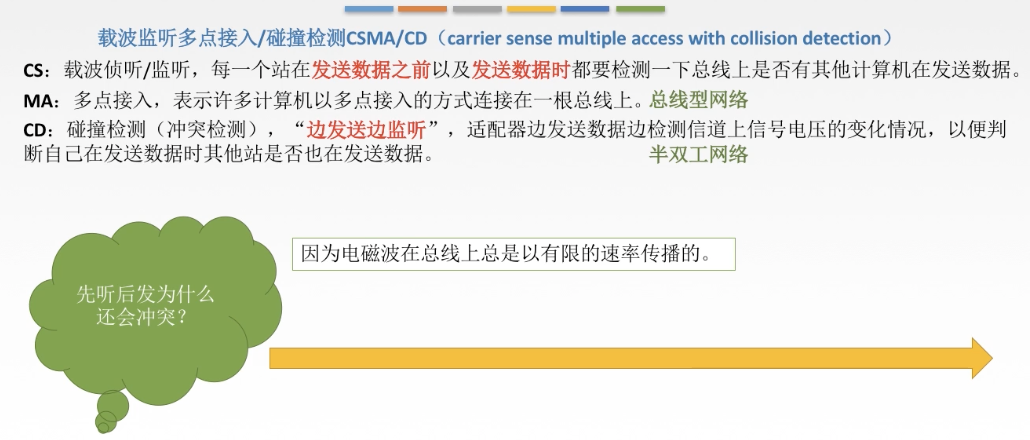 载波监听多点接入/碰撞检测CSMA/CD（carrier sense multiple access with collision detection）
CS：载波侦听/监听，每一个站在发送数据之前以及发送数据时都要检测一下总线上是否有其他计算机在发送数据。
MA：多点接入，表示许多计算机以多点接入的方式连接在一根总线上。总线型网络
CD：碰撞检测（冲突检测），“边发送边监听”，适配器边发送数据边检测信道上信号电压的变化情况，以便判
断自己在发送数据时其他站是否也在发送数据。 半双工网络
因为电磁波在总线上总是以有限的速率传播的。
先听后发为什么
还会冲突？